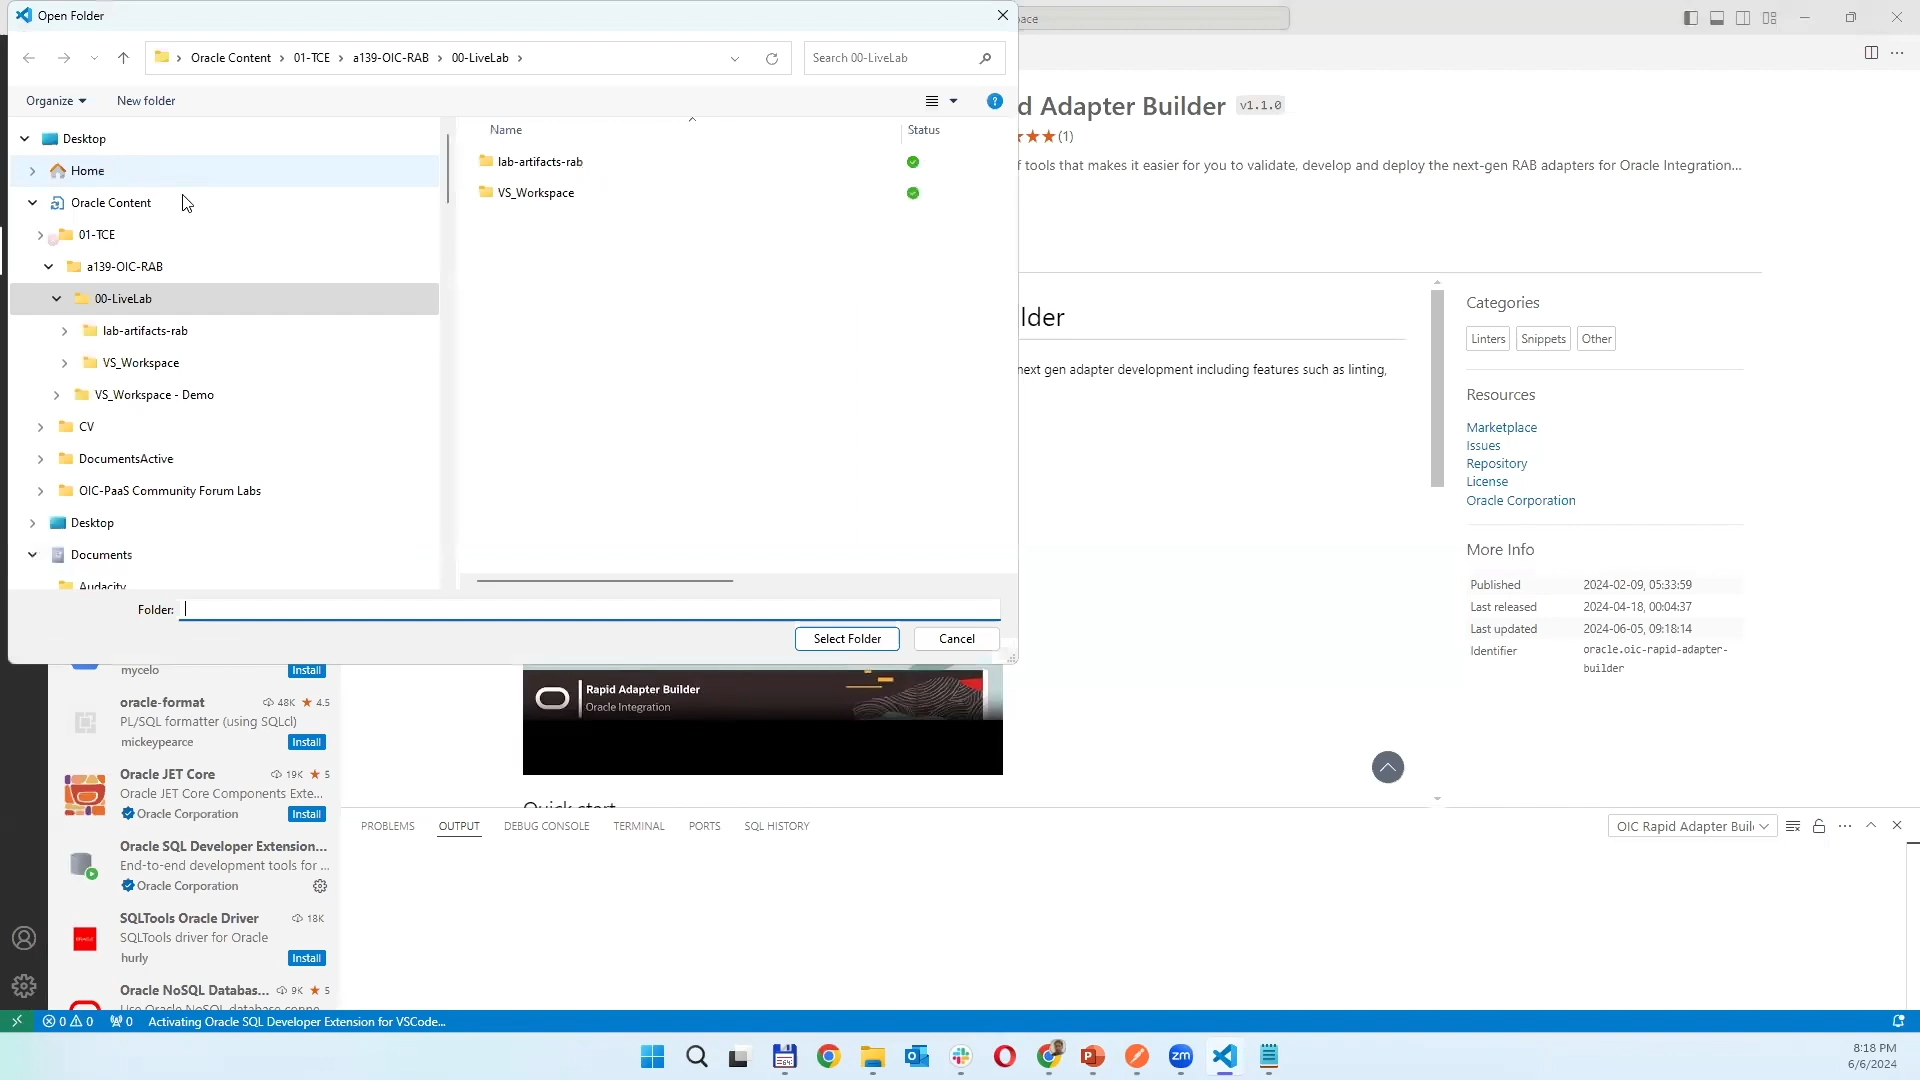 Open Folder
Oracle Content > 01-TCE > a139-OIC-RAB > 00-LiveLab >
Search 00-LiveLab
Organize
New folder
Desktop
Home
Oracle Content
01-TCE
a139-OIC-RAB
00-LiveLab
lab-artifacts-rab
VS_Workspace
VS_Workspace - Demo
CV
DocumentsActive
OIC-PaaS Community Forum Labs
Desktop
Documents
Audacity
Name
Status
lab-artifacts-rab
VS_Workspace
Folder:
Select Folder
Cancel
d Adapter Builder v1.1.0
(1)
f tools that makes it easier for you to validate, develop and deploy the next-gen RAB adapters for Oracle Integration...
lder
next gen adapter development including features such as linting,
Categories
Linters
Snippets
Other
Resources
Marketplace
Issues
Repository
License
Oracle Corporation
More Info
Published 2024-02-09, 05:33:59
Last released 2024-04-18, 00:04:37
Last updated 2024-06-05, 09:18:14
Identifier oracle.oic-rapid-adapter-
builder
mycelo
Install
oracle-format 48K 4.5
PL/SQL formatter (using SQLcl)
mickeypearce Install
Oracle JET Core 19K 5
Oracle JET Core Components Exte...
Oracle Corporation Install
Oracle SQL Developer Extension...
End-to-end development tools for ...
Oracle Corporation
SQLTools Oracle Driver 18K
SQLTools driver for Oracle
hurly Install
Oracle NoSQL Databas... 9K 5
Rapid Adapter Builder
Oracle Integration
Quick start
PROBLEMS
OUTPUT
DEBUG CONSOLE
TERMINAL
PORTS
SQL HISTORY
OIC Rapid Adapter Buil
0 0 0 Activating Oracle SQL Developer Extension for VSCode...
8:18 PM
6/6/2024